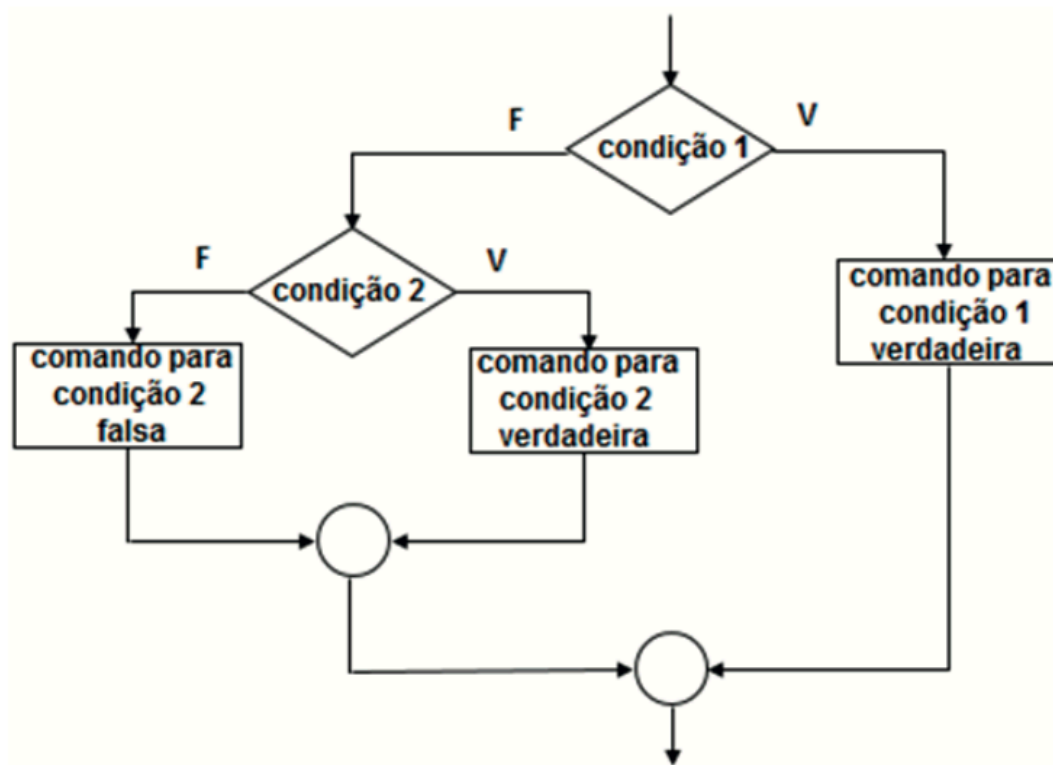 F
V
condição 1
F
V
condição 2
comando para
condição 1
verdadeira
comando para
condição 2
falsa
comando para
condição 2
verdadeira